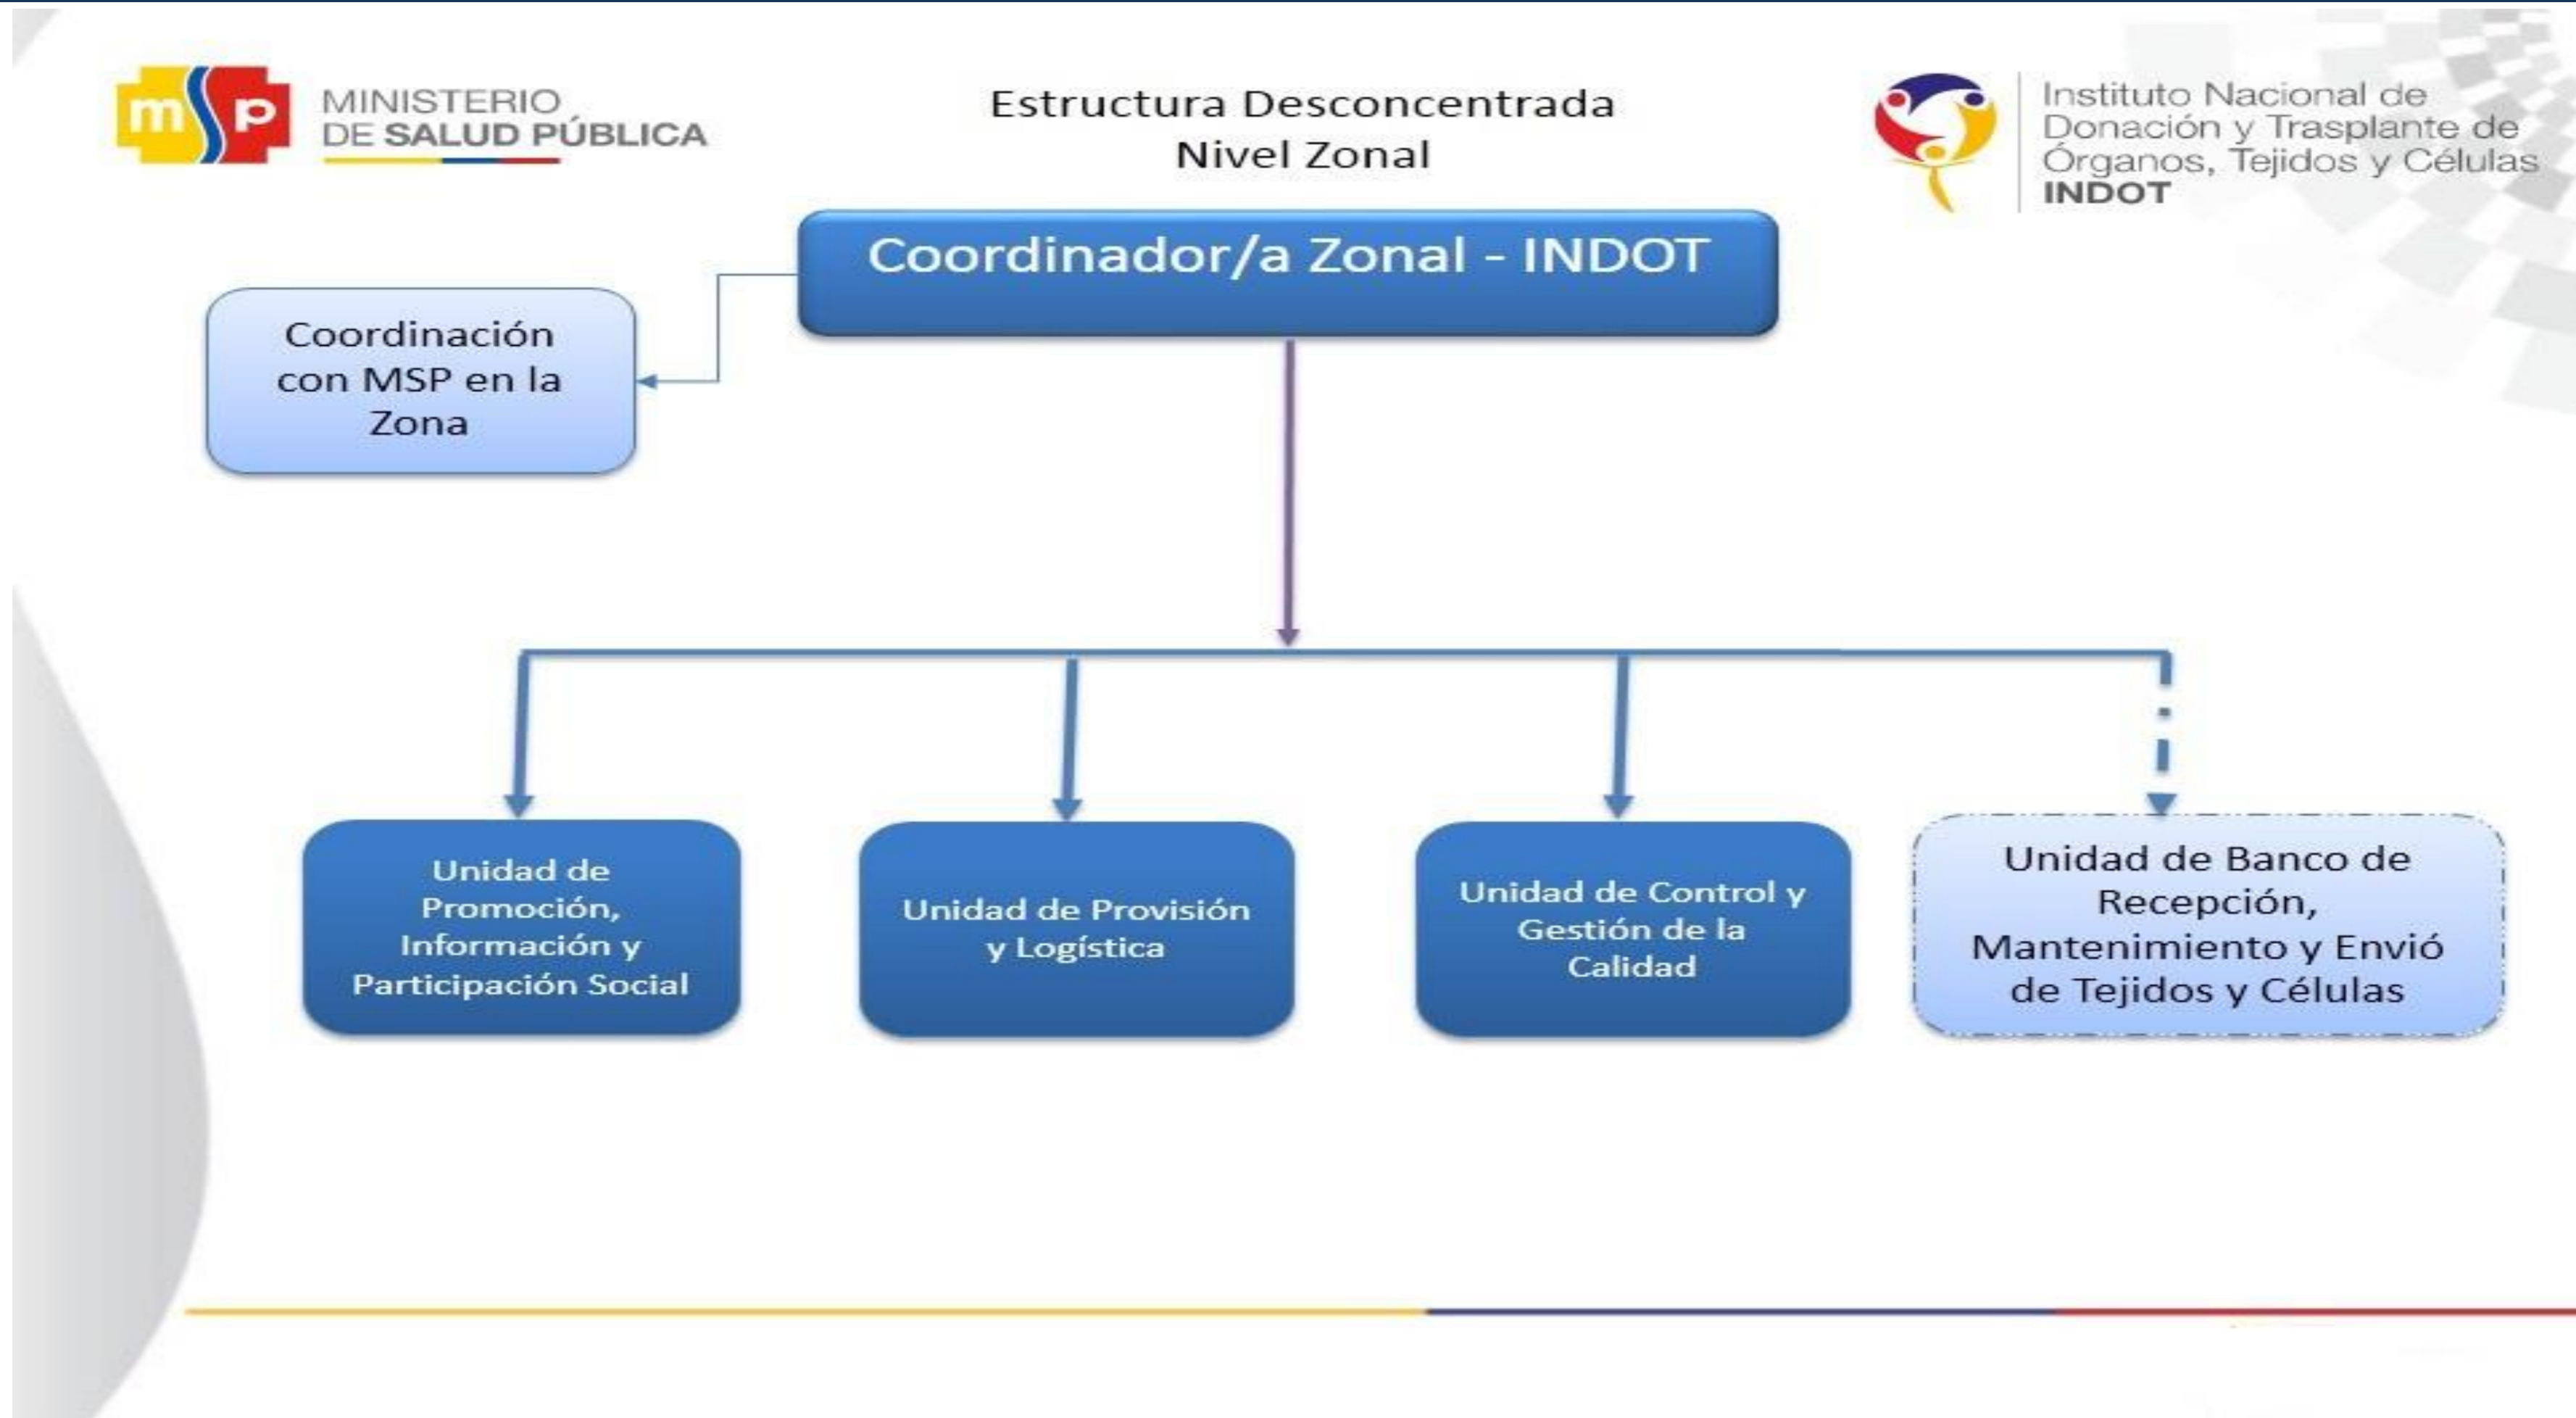 msp
MINISTERIO
DE SALUD PÚBLICA
Estructura Desconcentrada
Nivel Zonal
Instituto Nacional de
Donación y Trasplante de
Órganos, Tejidos y Células
INDOT
Coordinador/a Zonal - INDOT
Coordinación
con MSP en la
Zona
Unidad de
Promoción,
Información y
Participación Social
Unidad de Provisión
y Logística
Unidad de Control y
Gestión de la
Calidad
Unidad de Banco de
Recepción,
Mantenimiento y Envió
de Tejidos y Células